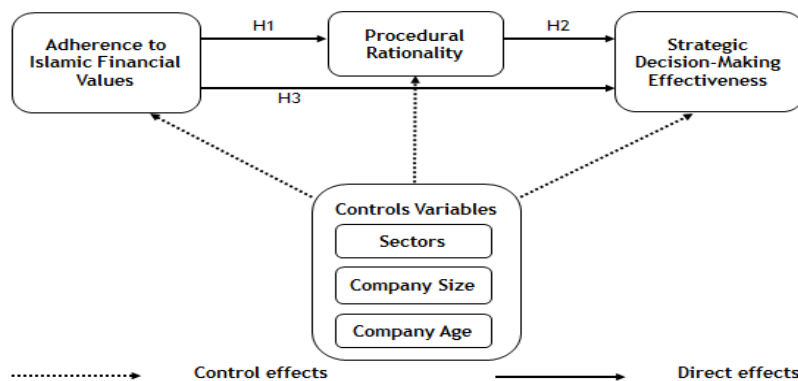 Adherence to
Islamic Financial
Values
H1
Procedural
Rationality
H2
Strategic
Decision-Making
Effectiveness
H3
Controls Variables
Sectors
Company Size
Company Age
Control effects
Direct effects